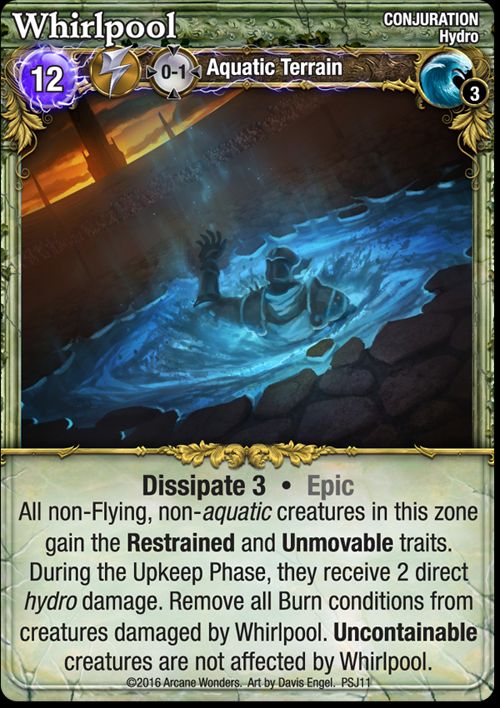 Whirlpool
CONJURATION
Hydro
12
0-1
Aquatic Terrain
3
Dissipate 3 • Epic
All non-Flying, non-aquatic creatures in this zone
gain the Restrained and Unmovable traits.
During the Upkeep Phase, they receive 2 direct
hydro damage. Remove all Burn conditions from
creatures damaged by Whirlpool. Uncontainable
creatures are not affected by Whirlpool.
©2016 Arcane Wonders. Art by Davis Engel. PSJ11